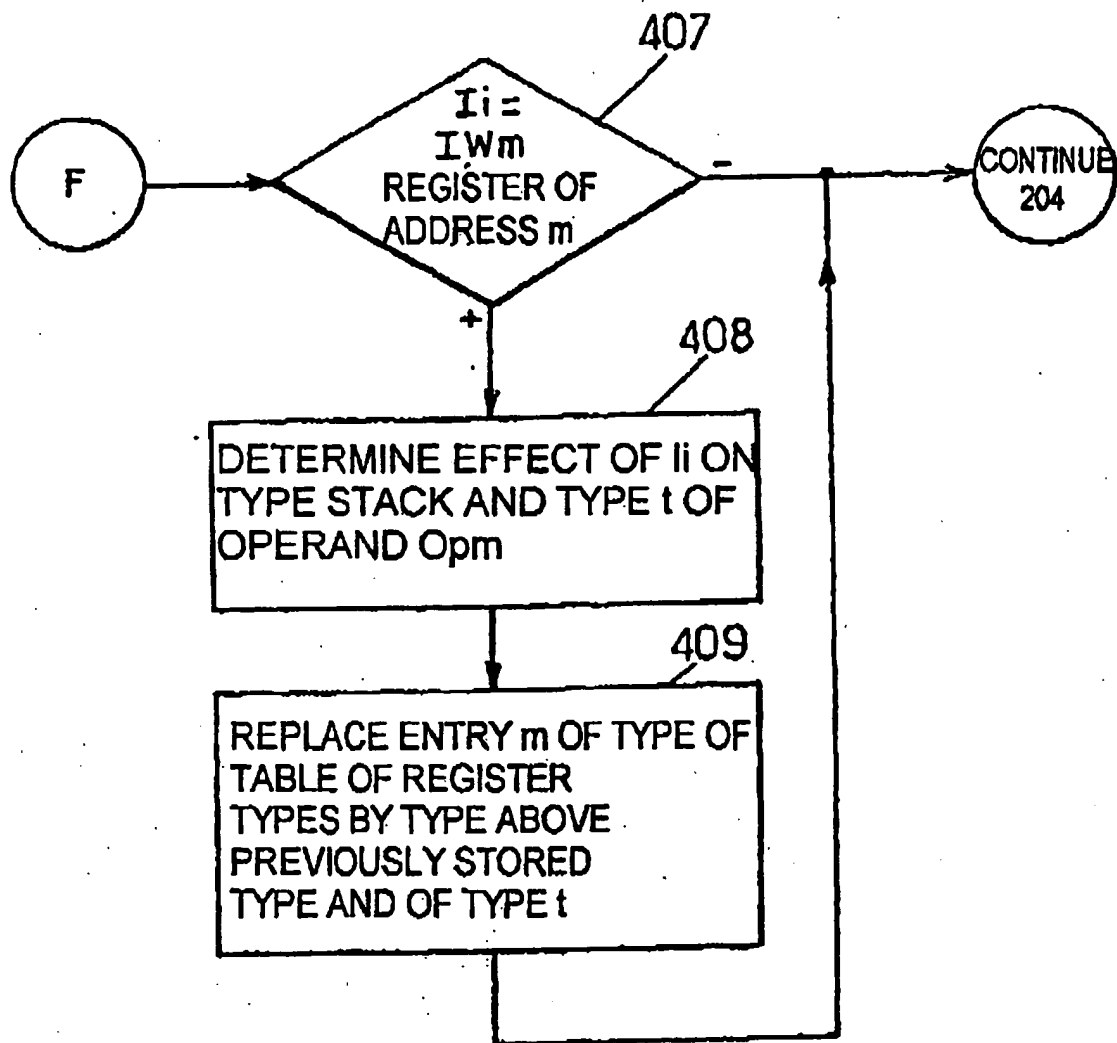 407
F
Ii =
IWm
REGISTER OF
ADDRESS m
-
CONTINUE
204
+
408
DETERMINE EFFECT OF Ii ON
TYPE STACK AND TYPE t OF
OPERAND Opm
409
REPLACE ENTRY m OF TYPE OF
TABLE OF REGISTER
TYPES BY TYPE ABOVE
PREVIOUSLY STORED
TYPE AND OF TYPE t